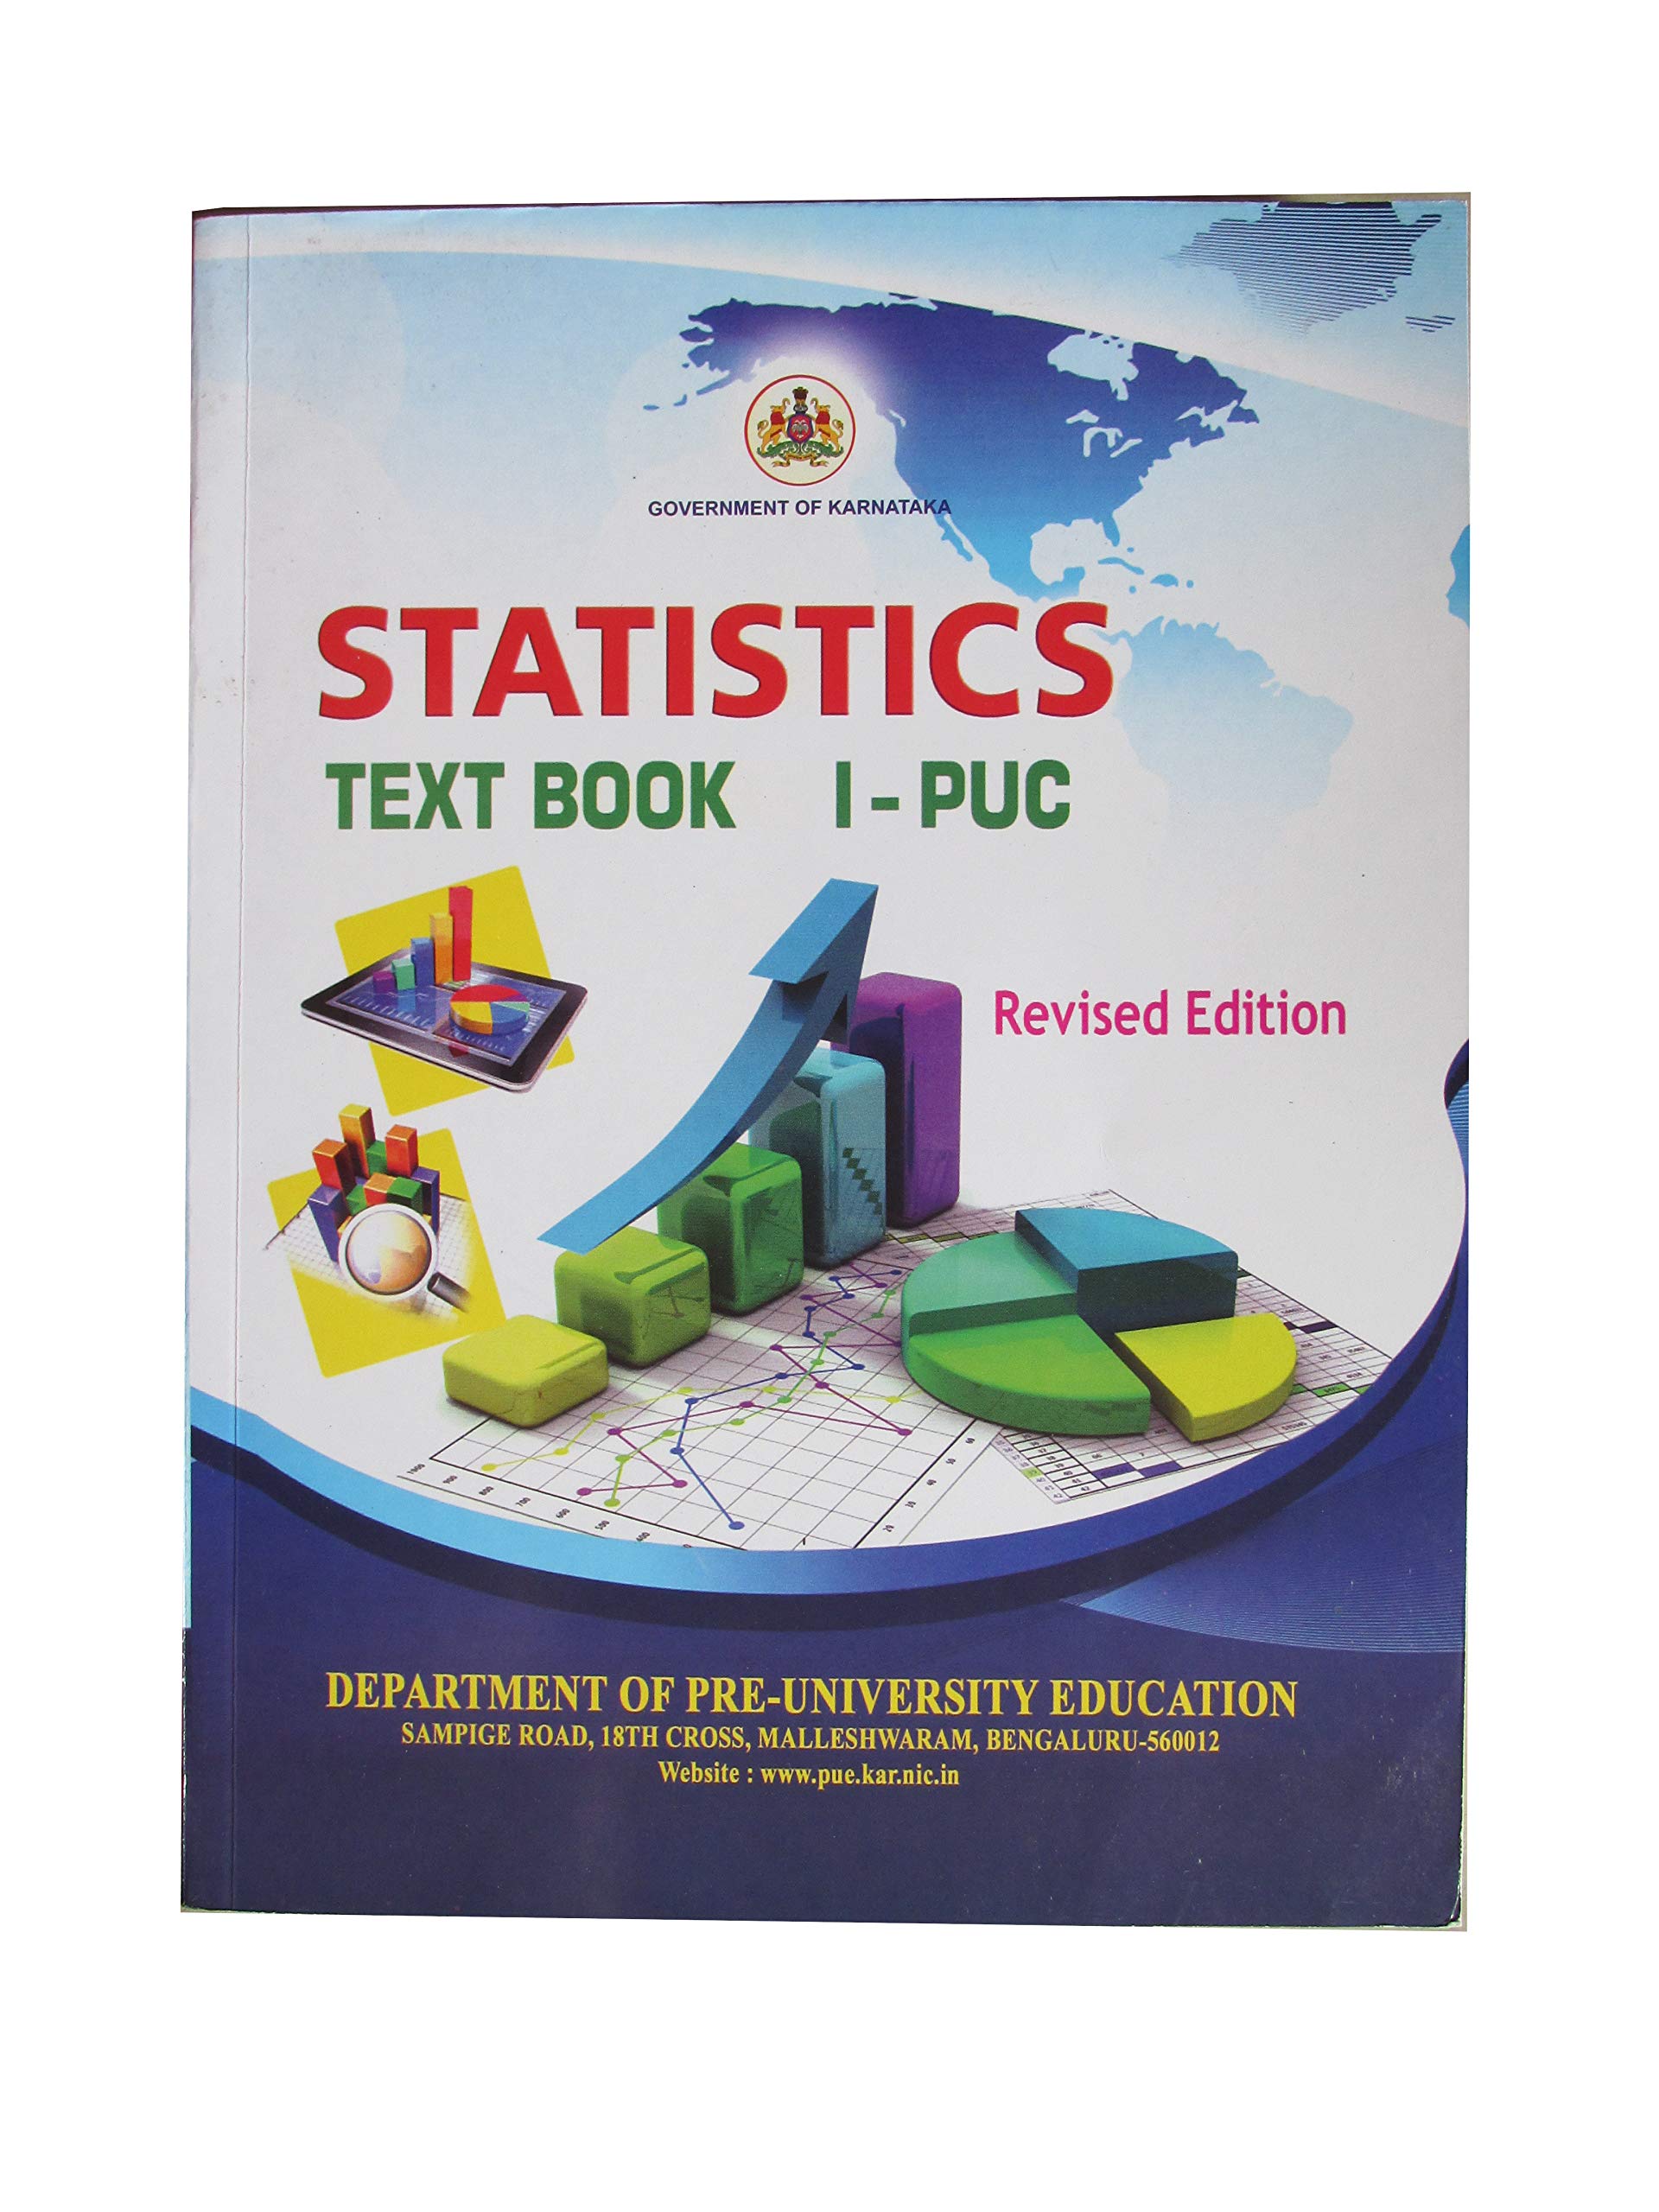 GOVERNMENT OF KARNATAKA
STATISTICS
TEXT BOOK I - PUC
Revised Edition
DEPARTMENT OF PRE-UNIVERSITY EDUCATION
SAMPIGE ROAD, 18TH CROSS, MALLESHWARAM, BENGALURU-560012
Website : www.pue.kar.nic.in